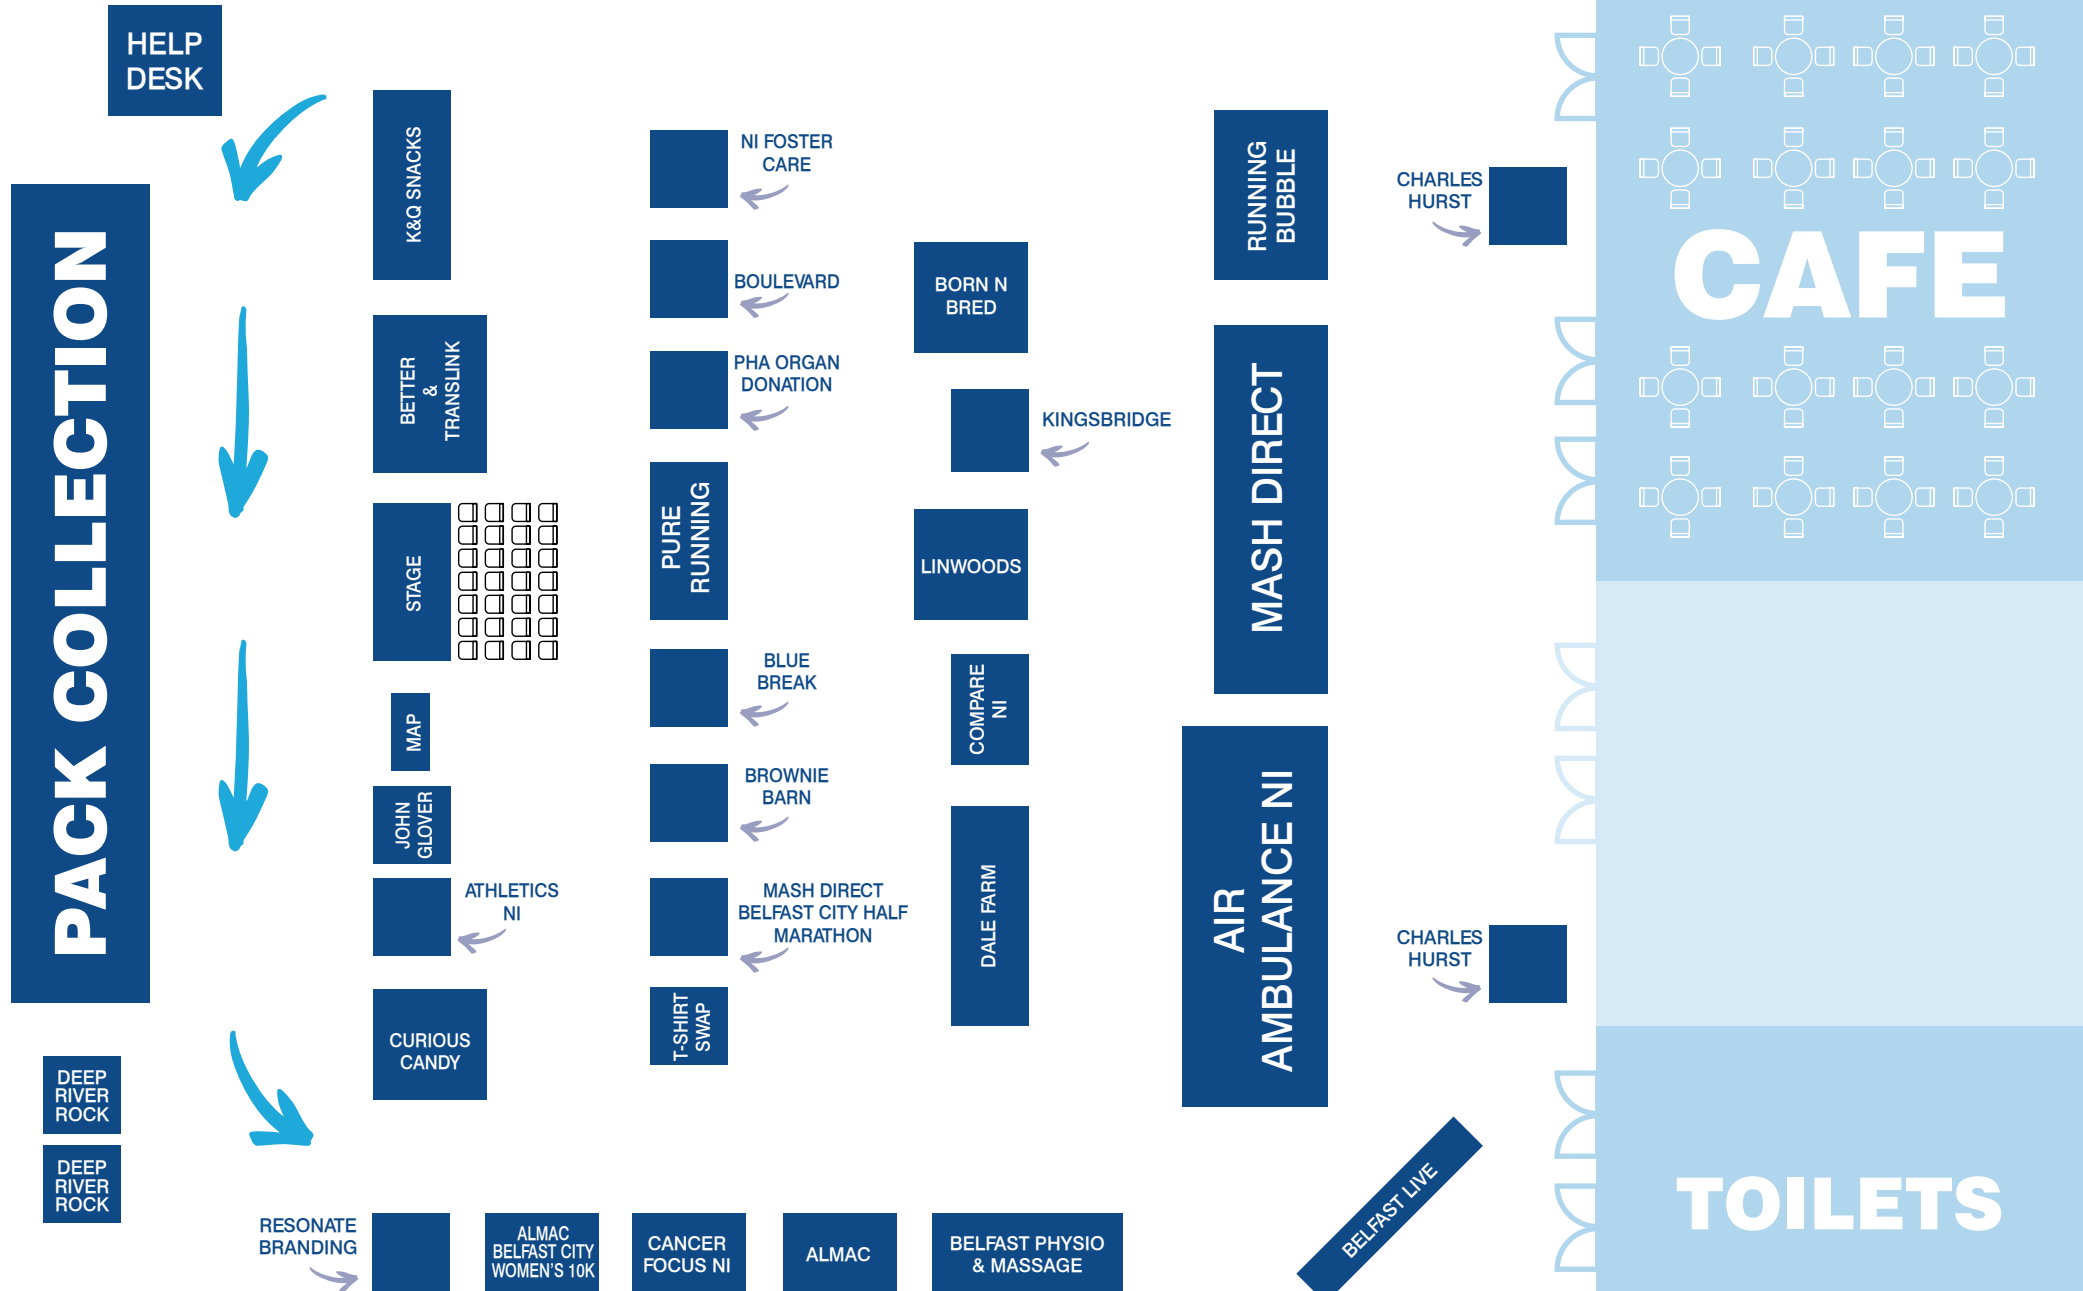 HELP
DESK
PACK COLLECTION
DEEP
RIVER
ROCK
DEEP
RIVER
ROCK
K&Q SNACKS
BETTER
&
TRANSLINK
STAGE
MAP
JOHN
GLOVER
ATHLETICS
NI
CURIOUS
CANDY
NI FOSTER
CARE
BOULEVARD
PHA ORGAN
DONATION
PURE
RUNNING
BLUE
BREAK
BROWNIE
BARN
MASH DIRECT
BELFAST CITY HALF
MARATHON
T-SHIRT
SWAP
BORN N
BRED
KINGSBRIDGE
LINWOODS
COMPARE
NI
DALE FARM
RUNNING
BUBBLE
MASH DIRECT
AIR
AMBULANCE NI
CHARLES
HURST
CHARLES
HURST
CAFE
TOILETS
RESONATE
BRANDING
ALMAC
BELFAST CITY
WOMEN'S 10K
CANCER
FOCUS NI
ALMAC
BELFAST PHYSIO
& MASSAGE
BELFAST LIVE